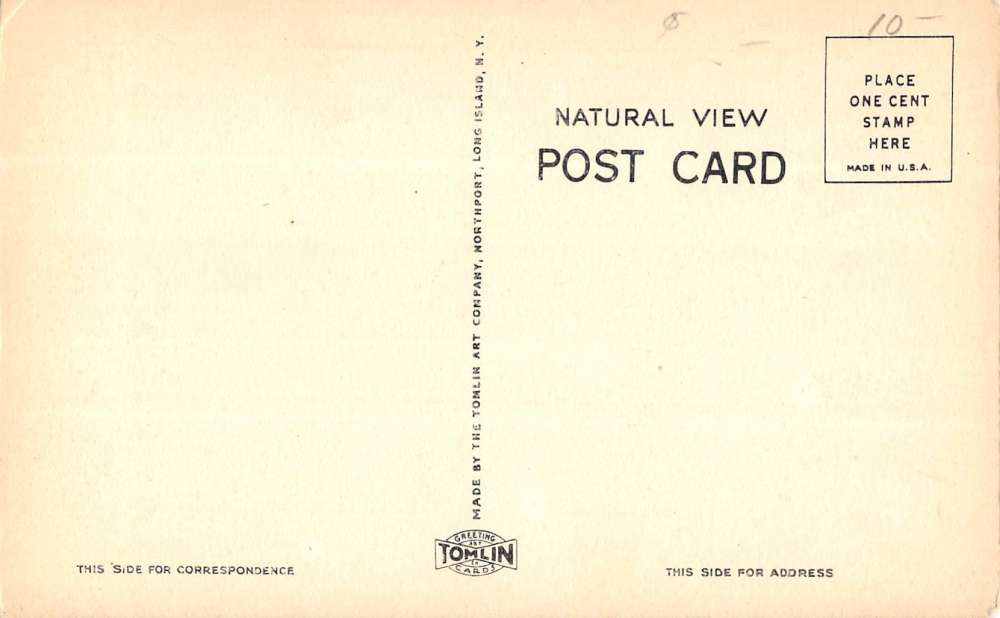 10-
PLACE
ONE CENT
STAMP
HERE
MADE IN U.S.A.
NATURAL VIEW
POST CARD
MADE BY THE TOMLIN ART COMPANY, NORTHPORT, LONG ISLAND, N. Y.
GREETING
ART
TOMLIN
CO
CARDS
THIS SIDE FOR CORRESPONDENCE
THIS SIDE FOR ADDRESS